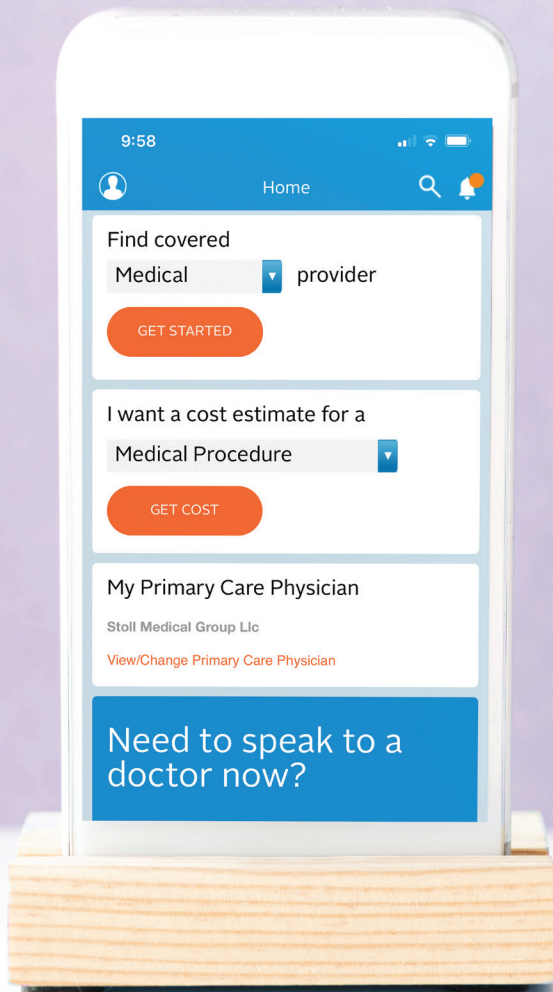 9:58
Home
Find covered
Medical provider
GET STARTED
I want a cost estimate for a
Medical Procedure
GET COST
My Primary Care Physician
Stoll Medical Group Llc
View/Change Primary Care Physician
Need to speak to a
doctor now?